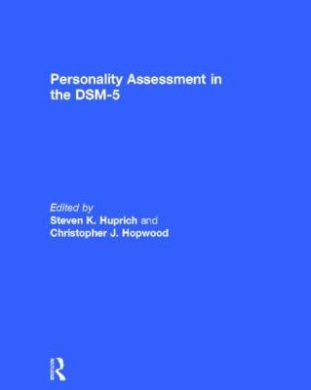 Personality Assessment in
the DSM-5
Edited by
Steven K. Huprich and
Christopher J. Hopwood